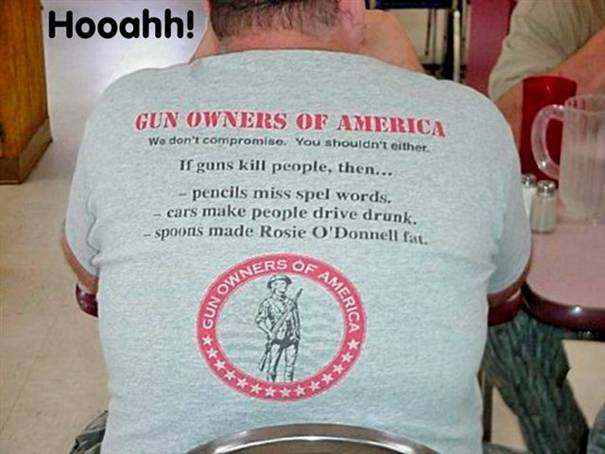 Hooahh!
GUN OWNERS OF AMERICA
We don't compromise. You shouldn't either.
If guns kill people, then...
- pencils miss spel words.
- cars make people drive drunk.
- spoons made Rosie O'Donnell fat.
GUN OWNERS OF AMERICA